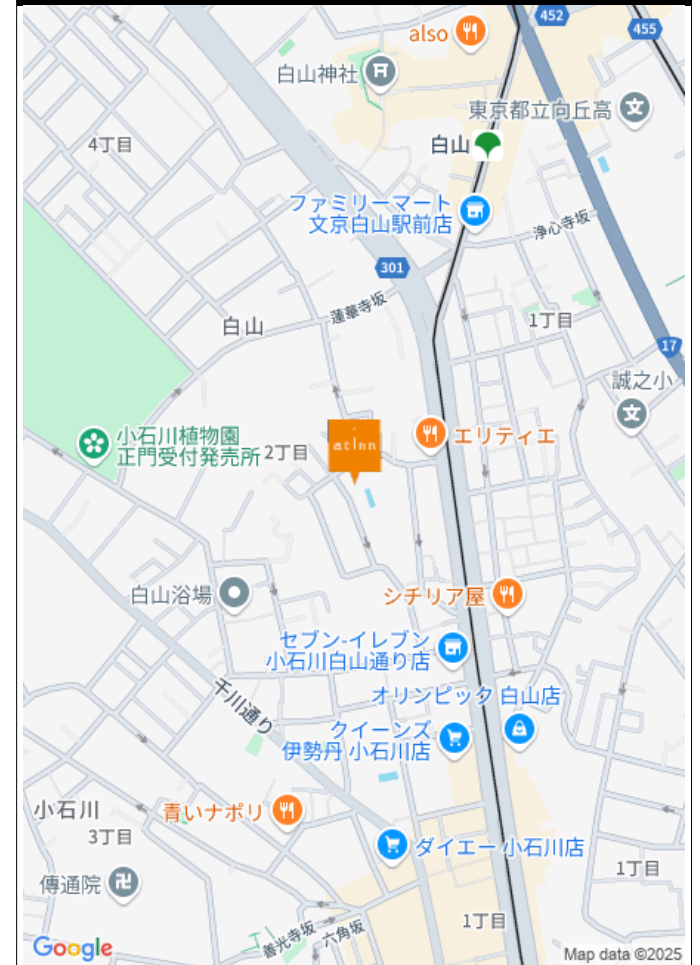 452
also
455
白山神社
東京都立向丘高
4丁目
白山
ファミリーマート
文京白山駅前店
浄心寺坂
301
蓮華寺坂
白山
1丁目
17
誠之小
文
文
at inn
エリティエ
小石川植物園
正門受付発売所
2丁目
白山浴場
シチリア屋
セブン-イレブン
小石川白山通り店
千川通り
オリンピック 白山店
クイーンズ
伊勢丹 小石川店
小石川
3丁目
青いナポリ
ダイエー 小石川店
傳通院
卍
1丁目
1丁目
善光寺坂
六角坂
Google
Map data ©2025